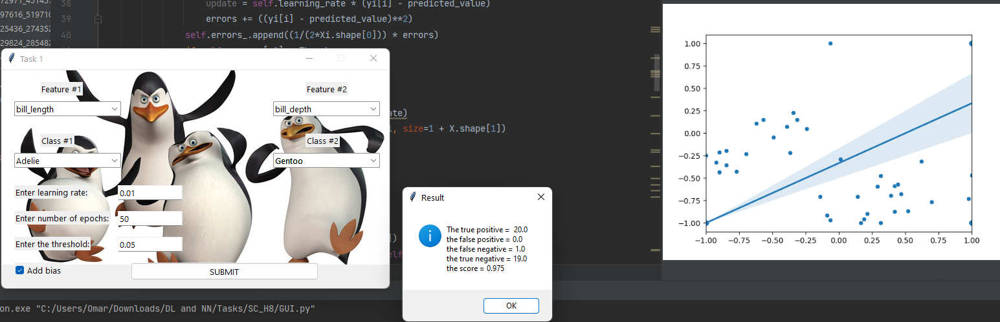 72971_451457
97616_519710
25436_274352
29824_285482
38 update = self.learning_rate * (yi[i] - predicted_value)
39 errors += ((yi[i] - predicted_value)**2)
40 self.errors_.append((1/(2*Xi.shape[0])) * errors)
ate)
, size=1 + X.shape[1])
])
elf
Task 1
Feature #1
Feature #2
bill_length
bill_depth
Class #1
Class #2
Adelie
Gentoo
Enter learning rate:
0.01
Enter number of epochs:
50
Enter the threshold:
0.05
Add bias
SUBMIT
Result
The true positive = 20.0
the false positive = 0.0
the false negative = 1.0
the true negative = 19.0
the score = 0.975
OK
on.exe "C:/Users/Omar/Downloads/DL and NN/Tasks/SC_H8/GUI.py"
1.00
0.75
0.50
0.25
0.00
−0.25
−0.50
−0.75
−1.00
−1.00 −0.75 −0.50 −0.25 0.00 0.25 0.50 0.75 1.00